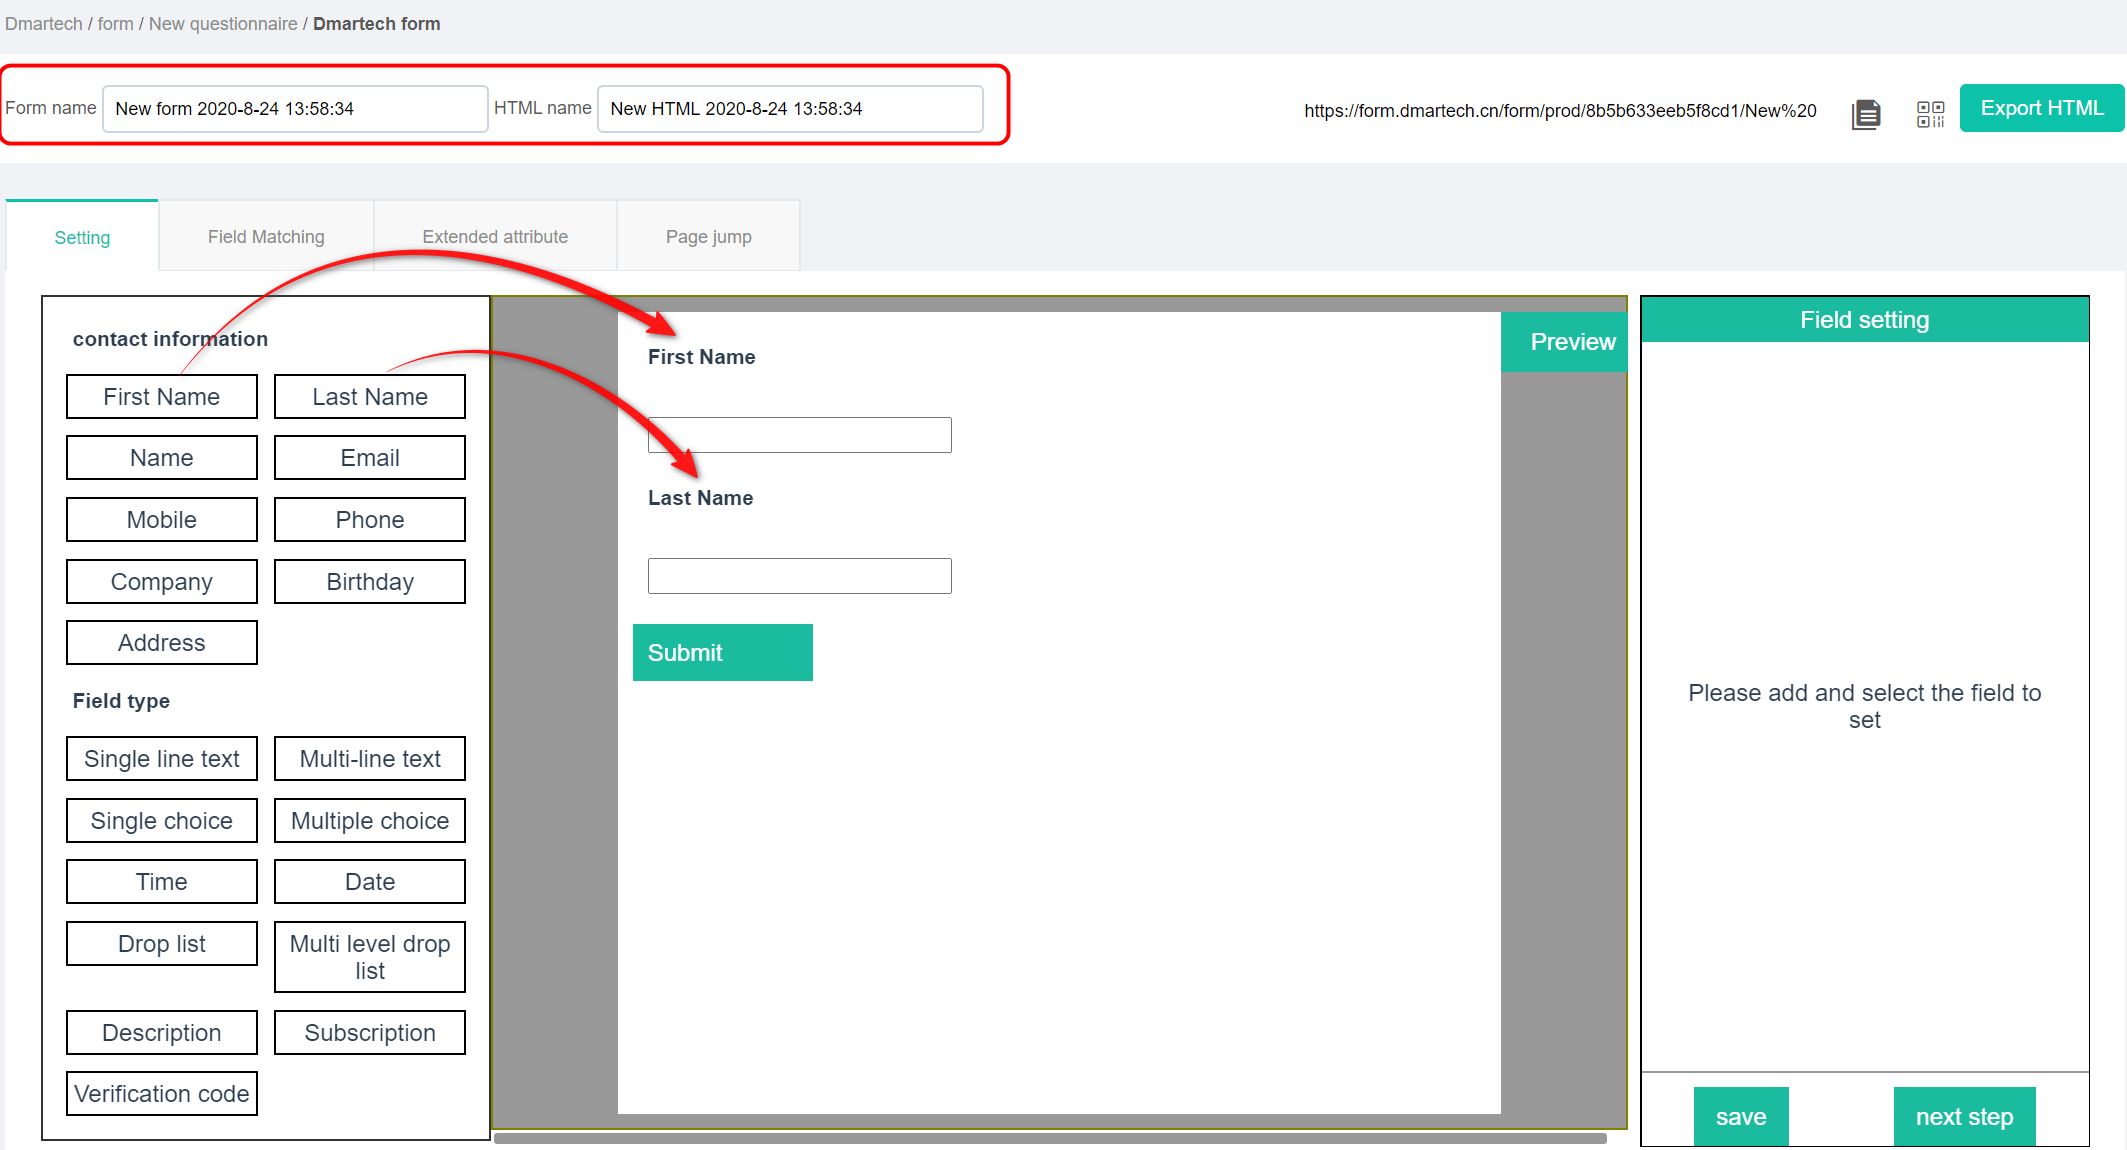 Dmartech / form / New questionnaire / Dmartech form
Form name New form 2020-8-24 13:58:34 HTML name New HTML 2020-8-24 13:58:34 https://form.dmartech.cn/form/prod/8b5b633eeb5f8cd1/New%20 Export HTML
Setting Field Matching Extended attribute Page jump
contact information
First Name Last Name
Name Email
Mobile Phone
Company Birthday
Address
Field type
Single line text Multi-line text
Single choice Multiple choice
Time Date
Drop list Multi level drop
list
Description Subscription
Verification code
First Name
Last Name
Submit
Preview
Field setting
Please add and select the field to
set
save next step